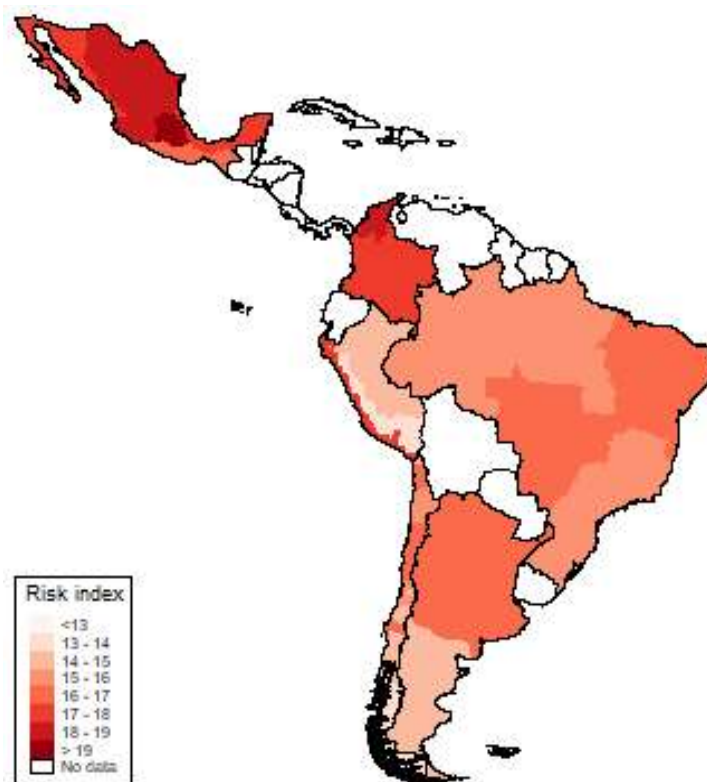 Risk index
<13
13 - 14
14 - 15
15 - 16
16 - 17
17 - 18
18 - 19
> 19
No data